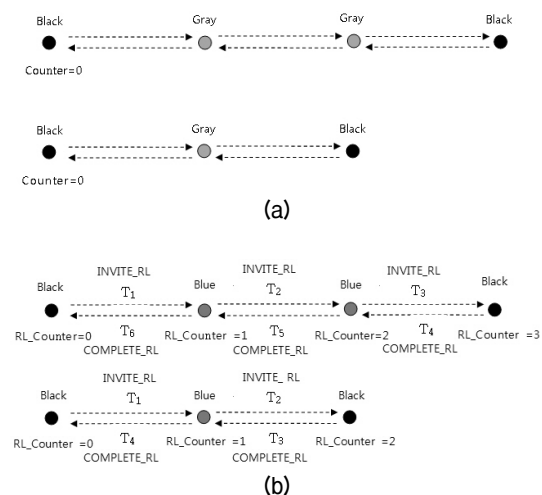 Black Gray Gray Black
Counter=0
Black Gray Black
Counter=0
(a)
INVITE_RL INVITE_RL INVITE_RL
Black T1 Blue T2 Blue T3 Black
RL_Counter=0 T6 RL_Counter =1 T5 RL_Counter=2 T4 RL_Counter =3
COMPLETE_RL COMPLETE_RL COMPLETE_RL
INVITE_RL INVITE_ RL
Black T1 Blue T2 Black
RL_Counter =0 T4 RL_Counter =1 T3 RL_Counter =2
COMPLETE_RL COMPLETE_RL
(b)